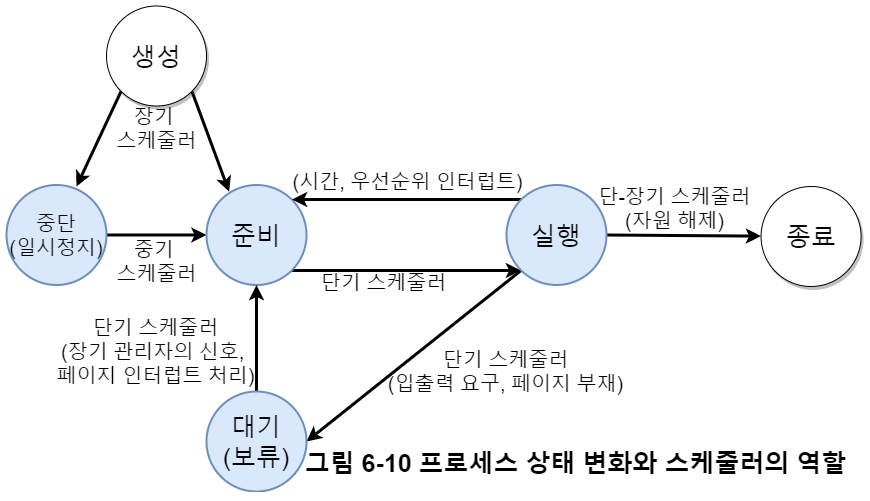 생성
장기
스케줄러
(시간, 우선순위 인터럽트)
단-장기 스케줄러
(자원 해제)
중단
(일시정지)
중기
스케줄러
준비
실행
종료
단기 스케줄러
단기 스케줄러
(장기 관리자의 신호,
페이지 인터럽트 처리)
단기 스케줄러
(입출력 요구, 페이지 부재)
대기
(보류)
그림 6-10 프로세스 상태 변화와 스케줄러의 역할